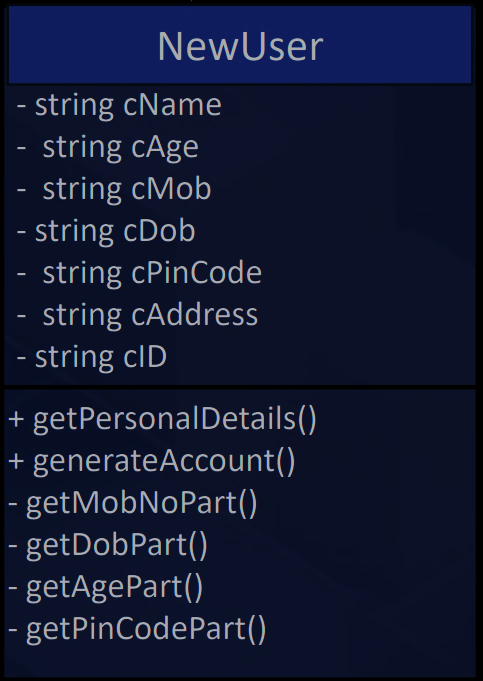 NewUser
- string cName
- string cAge
- string cMob
- string cDob
- string cPinCode
- string cAddress
- string cID
+ getPersonalDetails()
+ generateAccount()
- getMobNoPart()
- getDobPart()
- getAgePart()
- getPinCodePart()